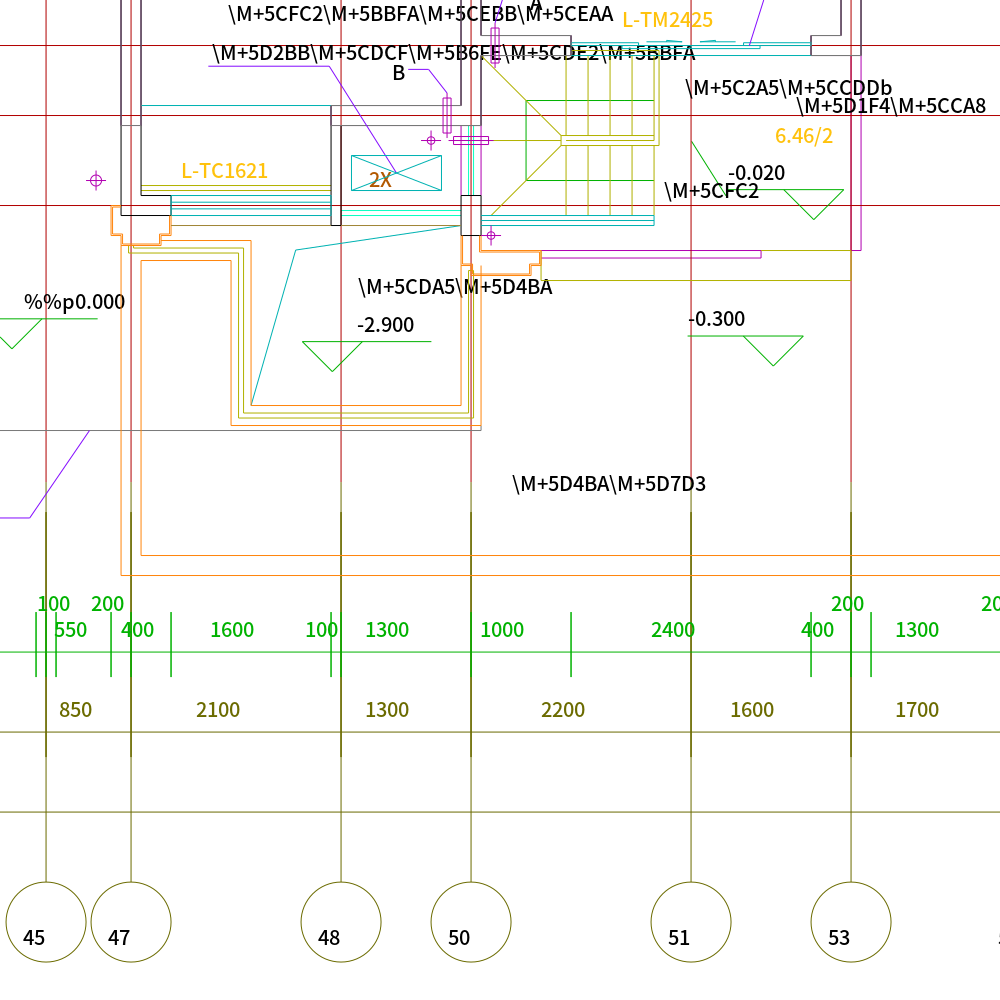 A
\M+5CFC2\M+5BBFA\M+5CEBB\M+5CEAA
L-TM2425
\M+5D2BB\M+5CDCF\M+5B6FE\M+5CDE2\M+5BBFA
B
\M+5C2A5\M+5CCDDb
\M+5D1F4\M+5CCA8
6.46/2
L-TC1621
2X
-0.020
\M+5CFC2
\M+5CDA5\M+5D4BA
%%p0.000
-2.900
-0.300
\M+5D4BA\M+5D7D3
100 200 200
550 400 1600 100 1300 1000 2400 400 1300
850 2100 1300 2200 1600 1700
45 47 48 50 51 53